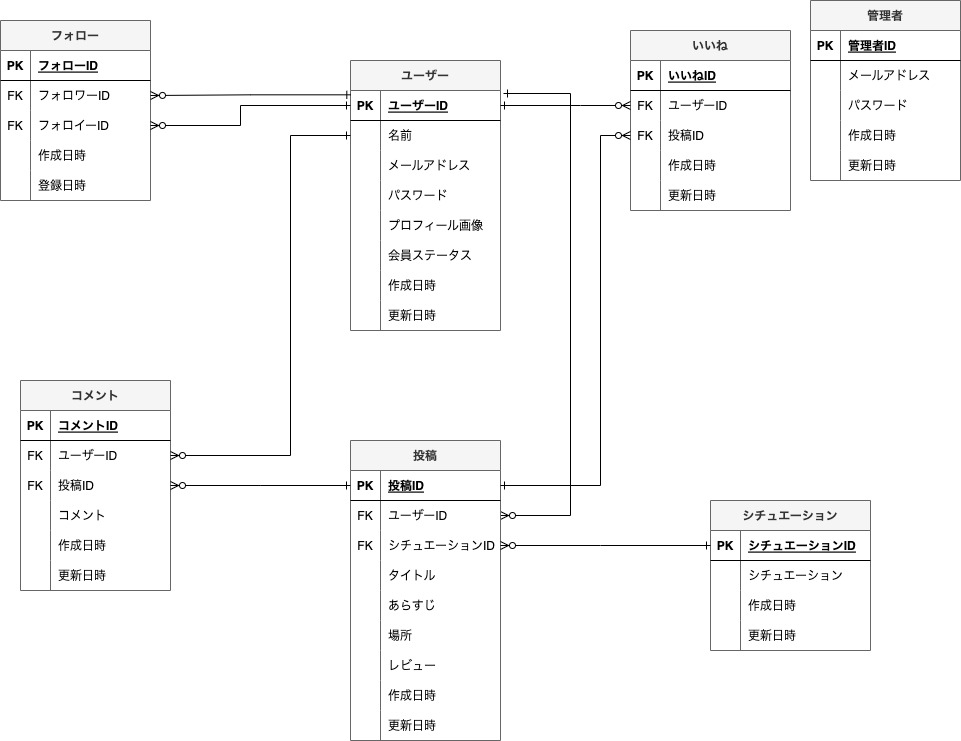 フォロー
PK フォローID
FK フォロワーID
FK フォロイーID
作成日時
登録日時
ユーザー
PK ユーザーID
名前
メールアドレス
パスワード
プロフィール画像
会員ステータス
作成日時
更新日時
いいね
PK いいねID
FK ユーザーID
FK 投稿ID
作成日時
更新日時
管理者
PK 管理者ID
メールアドレス
パスワード
作成日時
更新日時
コメント
PK コメントID
FK ユーザーID
FK 投稿ID
コメント
作成日時
更新日時
投稿
PK 投稿ID
FK ユーザーID
FK シチュエーションID
タイトル
あらすじ
場所
レビュー
作成日時
更新日時
シチュエーション
PK シチュエーションID
シチュエーション
作成日時
更新日時